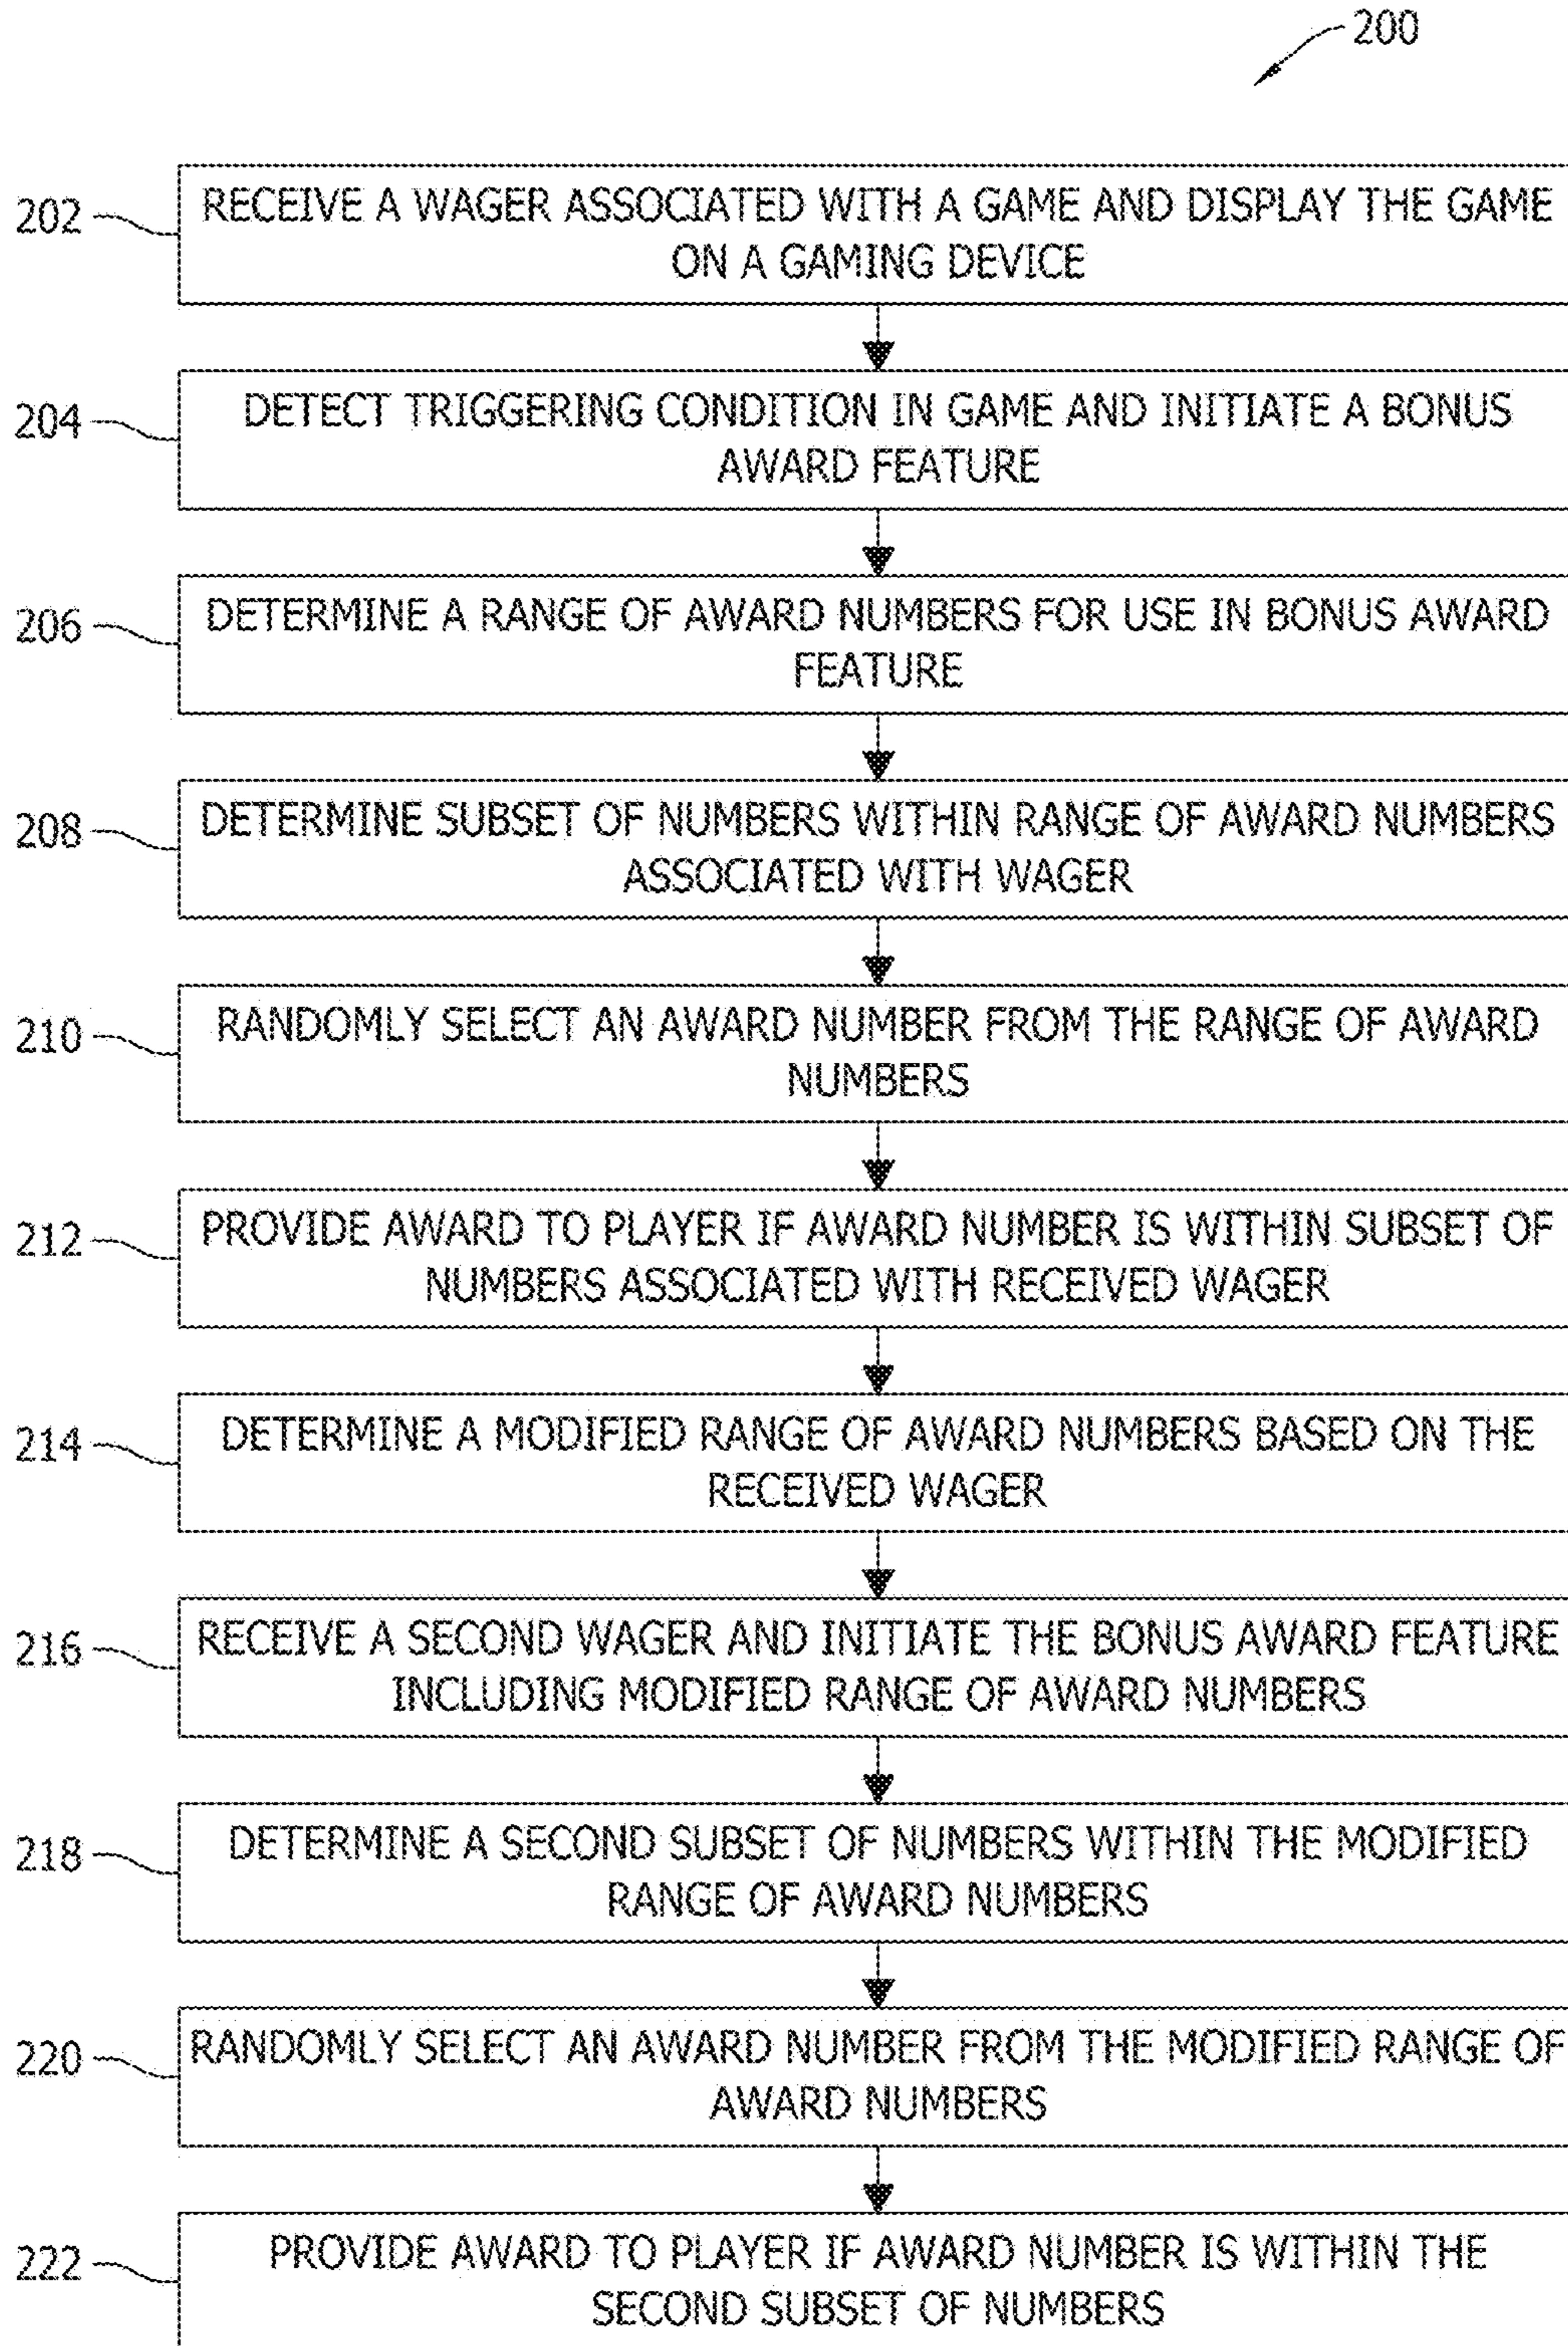 200
202
RECEIVE A WAGER ASSOCIATED WITH A GAME AND DISPLAY THE GAME
ON A GAMING DEVICE
204
DETECT TRIGGERING CONDITION IN GAME AND INITIATE A BONUS
AWARD FEATURE
206
DETERMINE A RANGE OF AWARD NUMBERS FOR USE IN BONUS AWARD
FEATURE
208
DETERMINE SUBSET OF NUMBERS WITHIN RANGE OF AWARD NUMBERS
ASSOCIATED WITH WAGER
210
RANDOMLY SELECT AN AWARD NUMBER FROM THE RANGE OF AWARD
NUMBERS
212
PROVIDE AWARD TO PLAYER IF AWARD NUMBER IS WITHIN SUBSET OF
NUMBERS ASSOCIATED WITH RECEIVED WAGER
214
DETERMINE A MODIFIED RANGE OF AWARD NUMBERS BASED ON THE
RECEIVED WAGER
216
RECEIVE A SECOND WAGER AND INITIATE THE BONUS AWARD FEATURE
INCLUDING MODIFIED RANGE OF AWARD NUMBERS
218
DETERMINE A SECOND SUBSET OF NUMBERS WITHIN THE MODIFIED
RANGE OF AWARD NUMBERS
220
RANDOMLY SELECT AN AWARD NUMBER FROM THE MODIFIED RANGE OF
AWARD NUMBERS
222
PROVIDE AWARD TO PLAYER IF AWARD NUMBER IS WITHIN THE
SECOND SUBSET OF NUMBERS